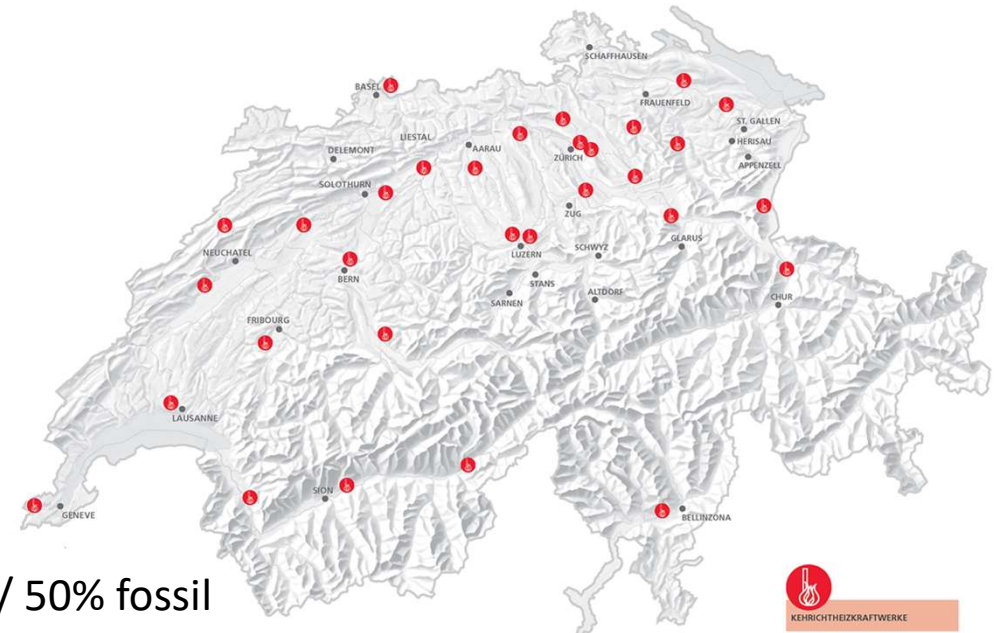 SCHAFFHAUSEN
BASEL
FRAUENFELD
ST. GALLEN
LIESTAL
HERISAU
AARAU
DELEMONT
ZÜRICH
APPENZELL
SOLOTHURN
ZUG
GLARUS
SCHWYZ
NEUCHATEL
LUZERN
BERN
STANS
ALTDORF
CHUR
SARNEN
FRIBOURG
LAUSANNE
SION
GENEVE
BELLINZONA
/ 50% fossil
KEHRICHTHEIZKRAFTWERKE